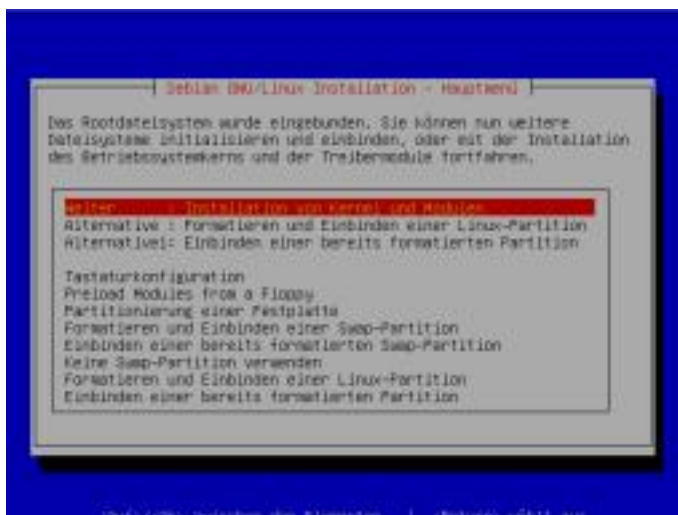 Debian GNU/Linux Installation - Hauptmenü
Das Rootdateisystem wurde eingebunden. Sie können nun weitere
Dateisysteme initialisieren und einbinden, oder mit der Installation
des Betriebssystemkerns und der Treibermodule fortfahren.
Weiter : Installation von Kernel und Modulen
Alternative : Formatieren und Einbinden einer Linux-Partition
Alternative1: Einbinden einer bereits formatierten Partition
Tastaturkonfiguration
Preload Modules from a Floppy
Partitionierung einer Festplatte
Formatieren und Einbinden einer Swap-Partition
Einbinden einer bereits formatierten Swap-Partition
Keine Swap-Partition verwenden
Formatieren und Einbinden einer Linux-Partition
Einbinden einer bereits formatierten Partition